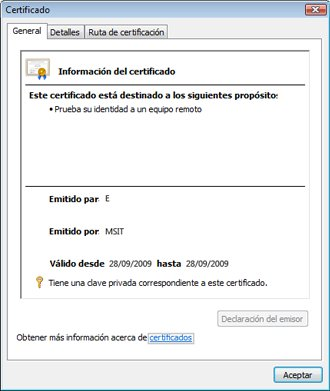 Certificado
General Detalles Ruta de certificación
Información del certificado
Este certificado está destinado a los siguientes propósito:
• Prueba su identidad a un equipo remoto
Emitido par E
Emitido por MSIT
Válido desde 28/09/2009 hasta 28/09/2009
Tiene una clave privada correspondiente a este certificado.
Declaración del emisor
Obtener más información acerca de certificados
Aceptar